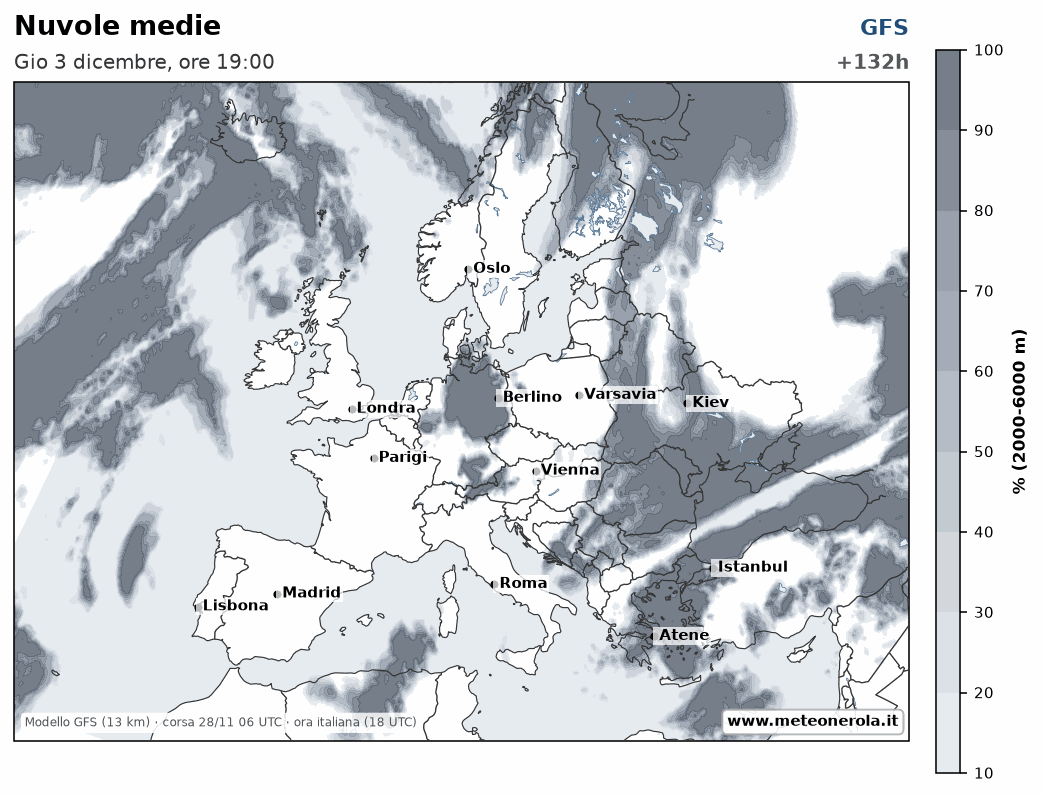 Nuvole medie
GFS
Gio 3 dicembre, ore 19:00
+132h
100
90
80
70
60
50
40
30
20
10
% (2000-6000 m)
Oslo
Londra
Berlino
Varsavia
Kiev
Parigi
Vienna
Istanbul
Roma
Madrid
Lisbona
Atene
Modello GFS (13 km) · corsa 28/11 06 UTC · ora italiana (18 UTC)
www.meteonerola.it